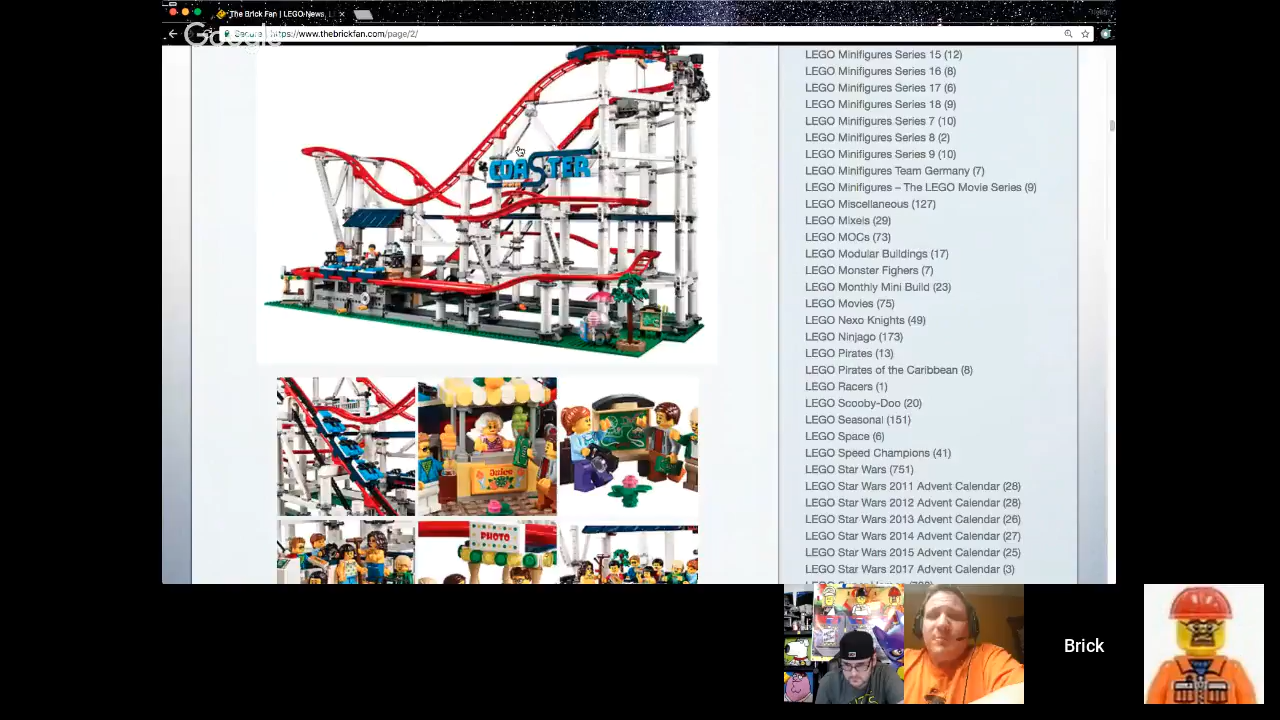 The Brick Fan | LEGO News
Google
Secure
https://www.thebrickfan.com/page/2/
LEGO Minifigures Series 15 (12)
LEGO Minifigures Series 16 (8)
LEGO Minifigures Series 17 (6)
LEGO Minifigures Series 18 (9)
LEGO Minifigures Series 7 (10)
LEGO Minifigures Series 8 (2)
LEGO Minifigures Series 9 (10)
LEGO Minifigures Team Germany (7)
LEGO Minifigures – The LEGO Movie Series (9)
LEGO Miscellaneous (127)
LEGO Mixels (29)
LEGO MOCs (73)
LEGO Modular Buildings (17)
LEGO Monster Fighers (7)
LEGO Monthly Mini Build (23)
LEGO Movies (75)
LEGO Nexo Knights (49)
LEGO Ninjago (173)
LEGO Pirates (13)
LEGO Pirates of the Caribbean (8)
LEGO Racers (1)
LEGO Scooby-Doo (20)
LEGO Seasonal (151)
LEGO Space (6)
LEGO Speed Champions (41)
LEGO Star Wars (751)
LEGO Star Wars 2011 Advent Calendar (28)
LEGO Star Wars 2012 Advent Calendar (28)
LEGO Star Wars 2013 Advent Calendar (26)
LEGO Star Wars 2014 Advent Calendar (27)
LEGO Star Wars 2015 Advent Calendar (25)
LEGO Star Wars 2017 Advent Calendar (3)
COASTER
Juice
PHOTO
Brick